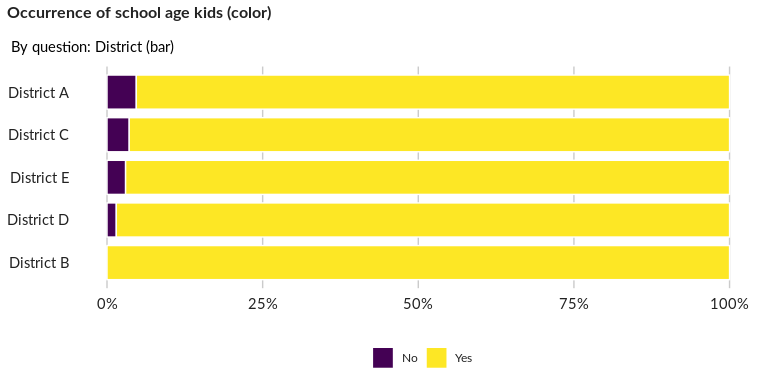 Occurrence of school age kids (color)
By question: District (bar)
District A
District C
District E
District D
District B
0% 25% 50% 75% 100%
No Yes